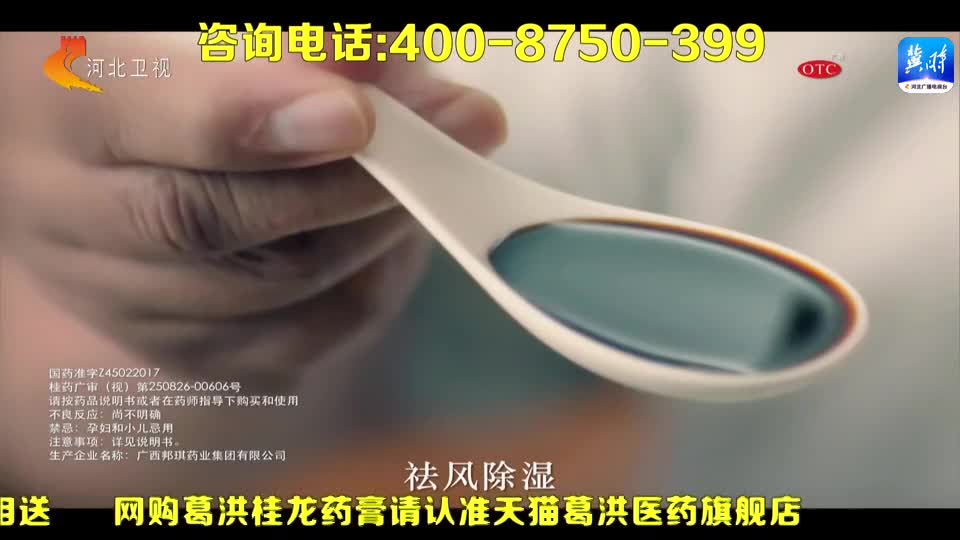 咨询电话:400-8750-399
河北卫视
OTC
冀时
河北广播电视台
国药准字Z45022017
桂药广审（视）第250826-00606号
请按药品说明书或者在药师指导下购买和使用
不良反应：尚不明确
禁忌：孕妇和小儿忌用
注意事项：详见说明书。
生产企业名称：广西邦琪药业集团有限公司
祛风除湿
相送 网购葛洪桂龙药膏请认准天猫葛洪医药旗舰店